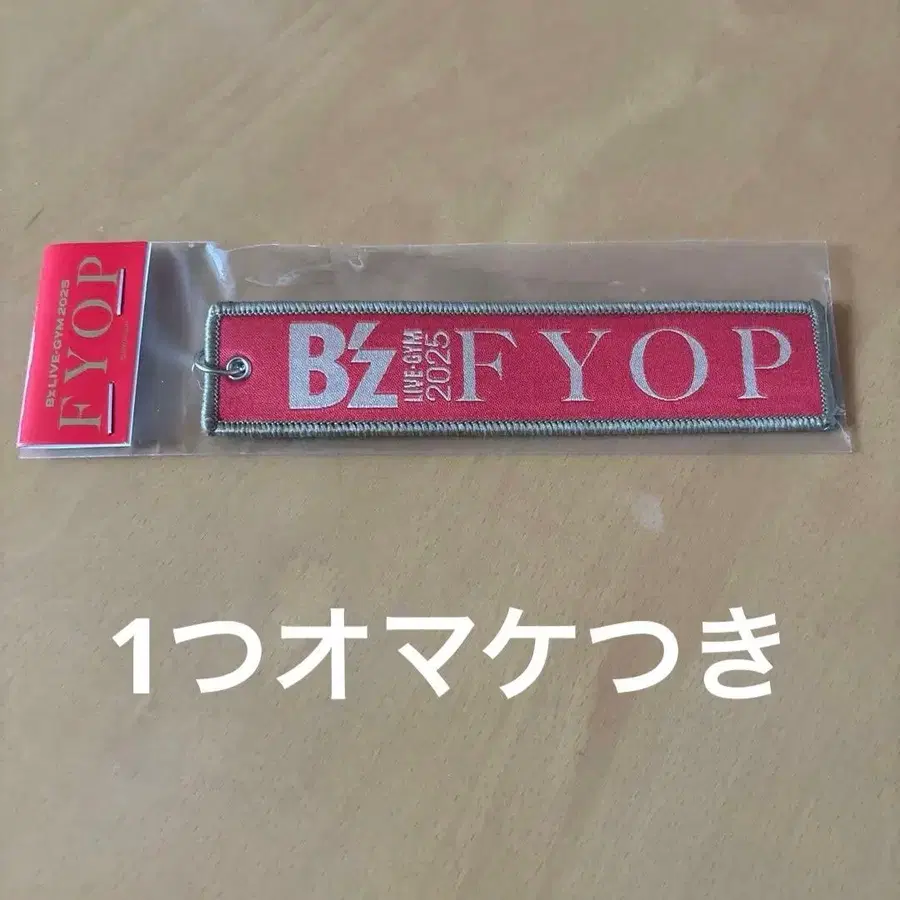 B'z LIVE-GYM 2025
FYOP
B'z
LIVE-GYM
2025
FYOP
1つオマケつき